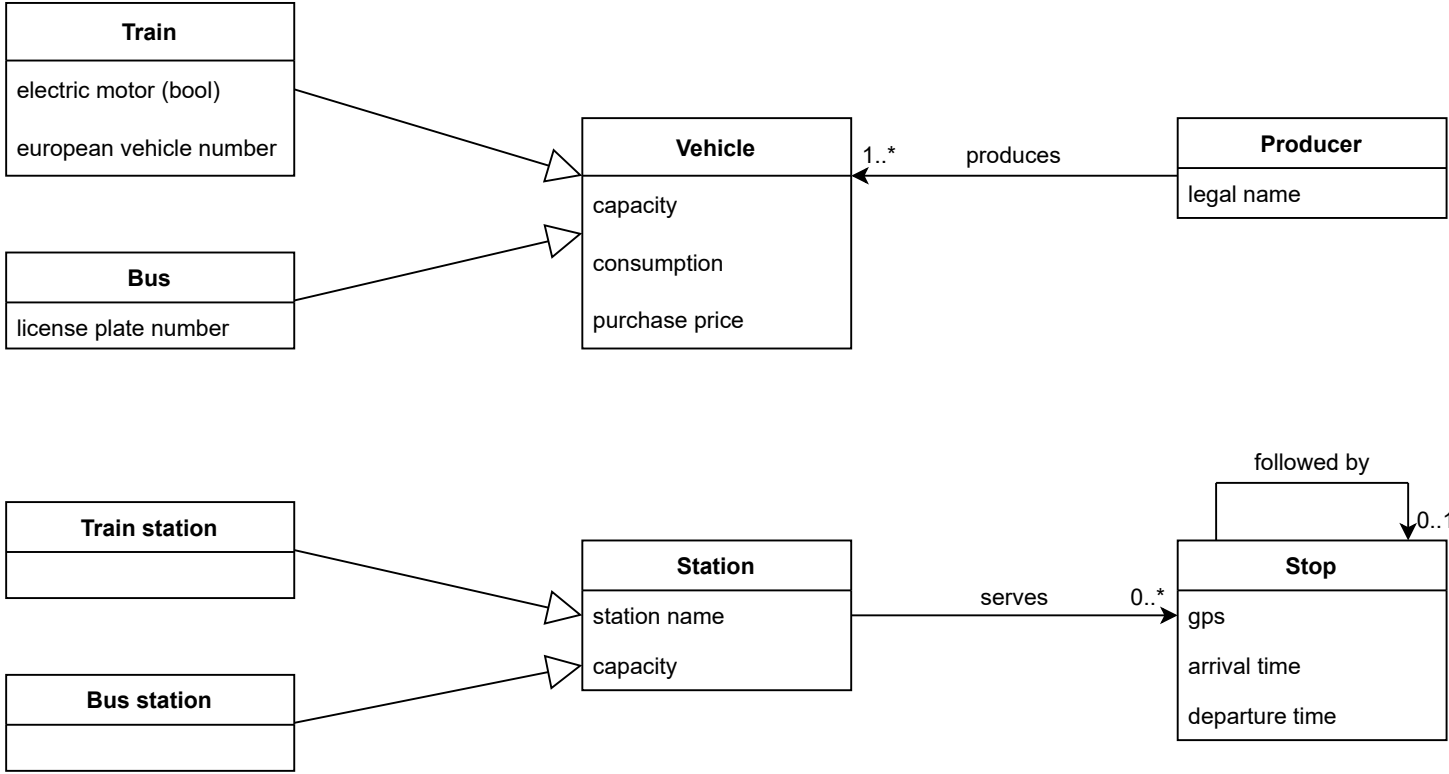 Train
electric motor (bool)
european vehicle number
Vehicle
capacity
consumption
purchase price
1..*
produces
Producer
legal name
Bus
license plate number
followed by
0..1
Train station
Station
station name
capacity
serves
0..*
Stop
gps
arrival time
departure time
Bus station